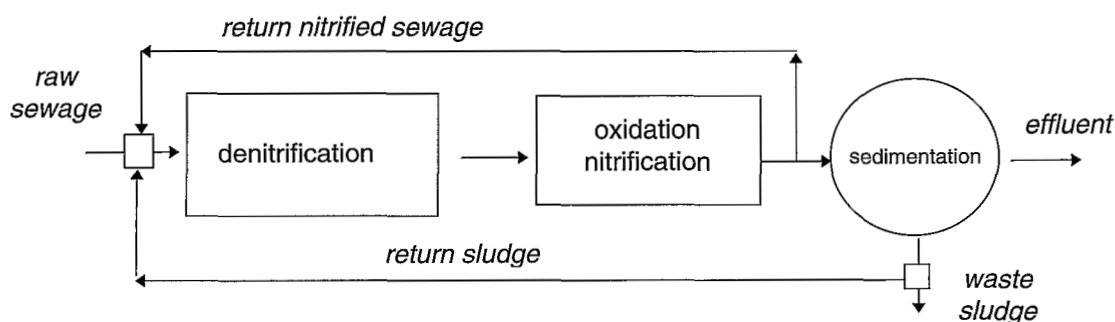 return nitrified sewage
raw
sewage
denitrification
oxidation
nitrification
sedimentation
effluent
return sludge
waste
sludge